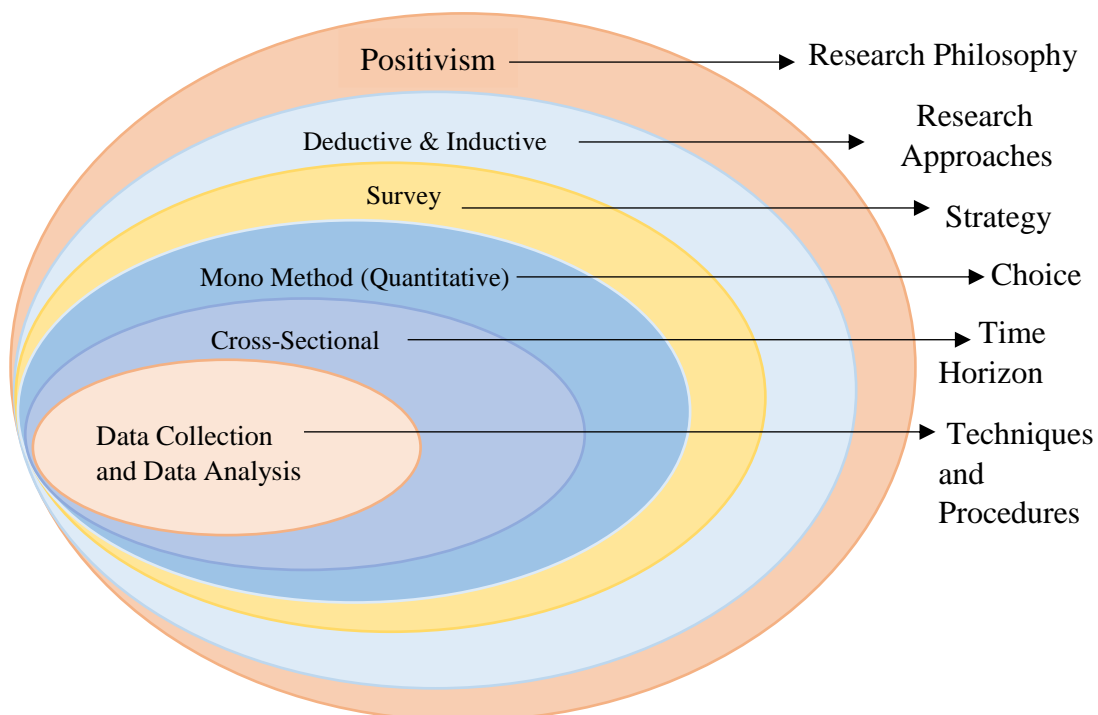 Positivism
Research Philosophy
Deductive & Inductive
Research
Approaches
Survey
Strategy
Mono Method (Quantitative)
Choice
Cross-Sectional
Time
Horizon
Data Collection
and Data Analysis
Techniques
and
Procedures